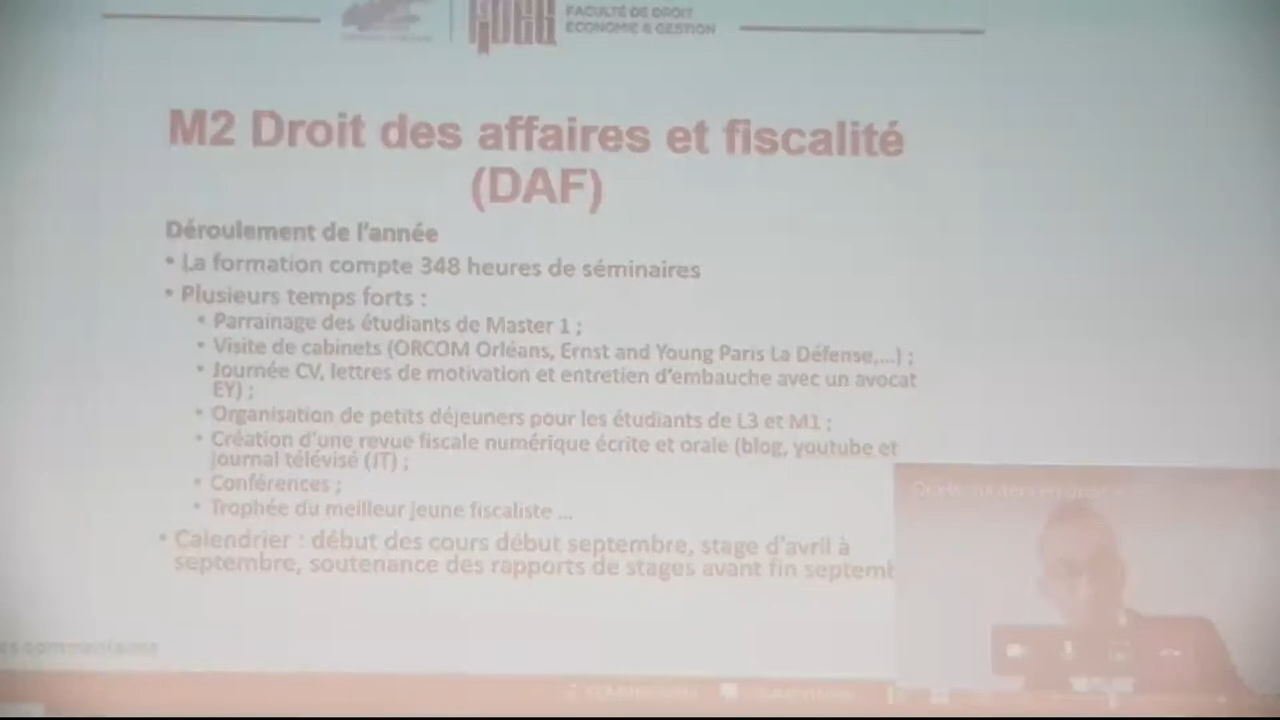 FACULTÉ DE DROIT
ECONOMIE & GESTION
M2 Droit des affaires et fiscalité
(DAF)
Déroulement de l'année
• La formation compte 348 heures de séminaires
• Plusieurs temps forts :
• Parrainage des étudiants de Master 1 ;
• Visite de cabinets (ORCOM Orléans, Ernst and Young Paris La Défense,...) ;
• Journée CV, lettres de motivation et entretien d'embauche avec un avocat
EY) ;
• Organisation de petits déjeuners pour les étudiants de L3 et M1 ;
• Création d'une revue fiscale numérique écrite et orale (blog, youtube et
journal télévisé (JT) ;
• Conférences ;
• Trophée du meilleur jeune fiscaliste ...
• Calendrier : début des cours début septembre, stage d'avril à
septembre, soutenance des rapports de stages avant fin septemb